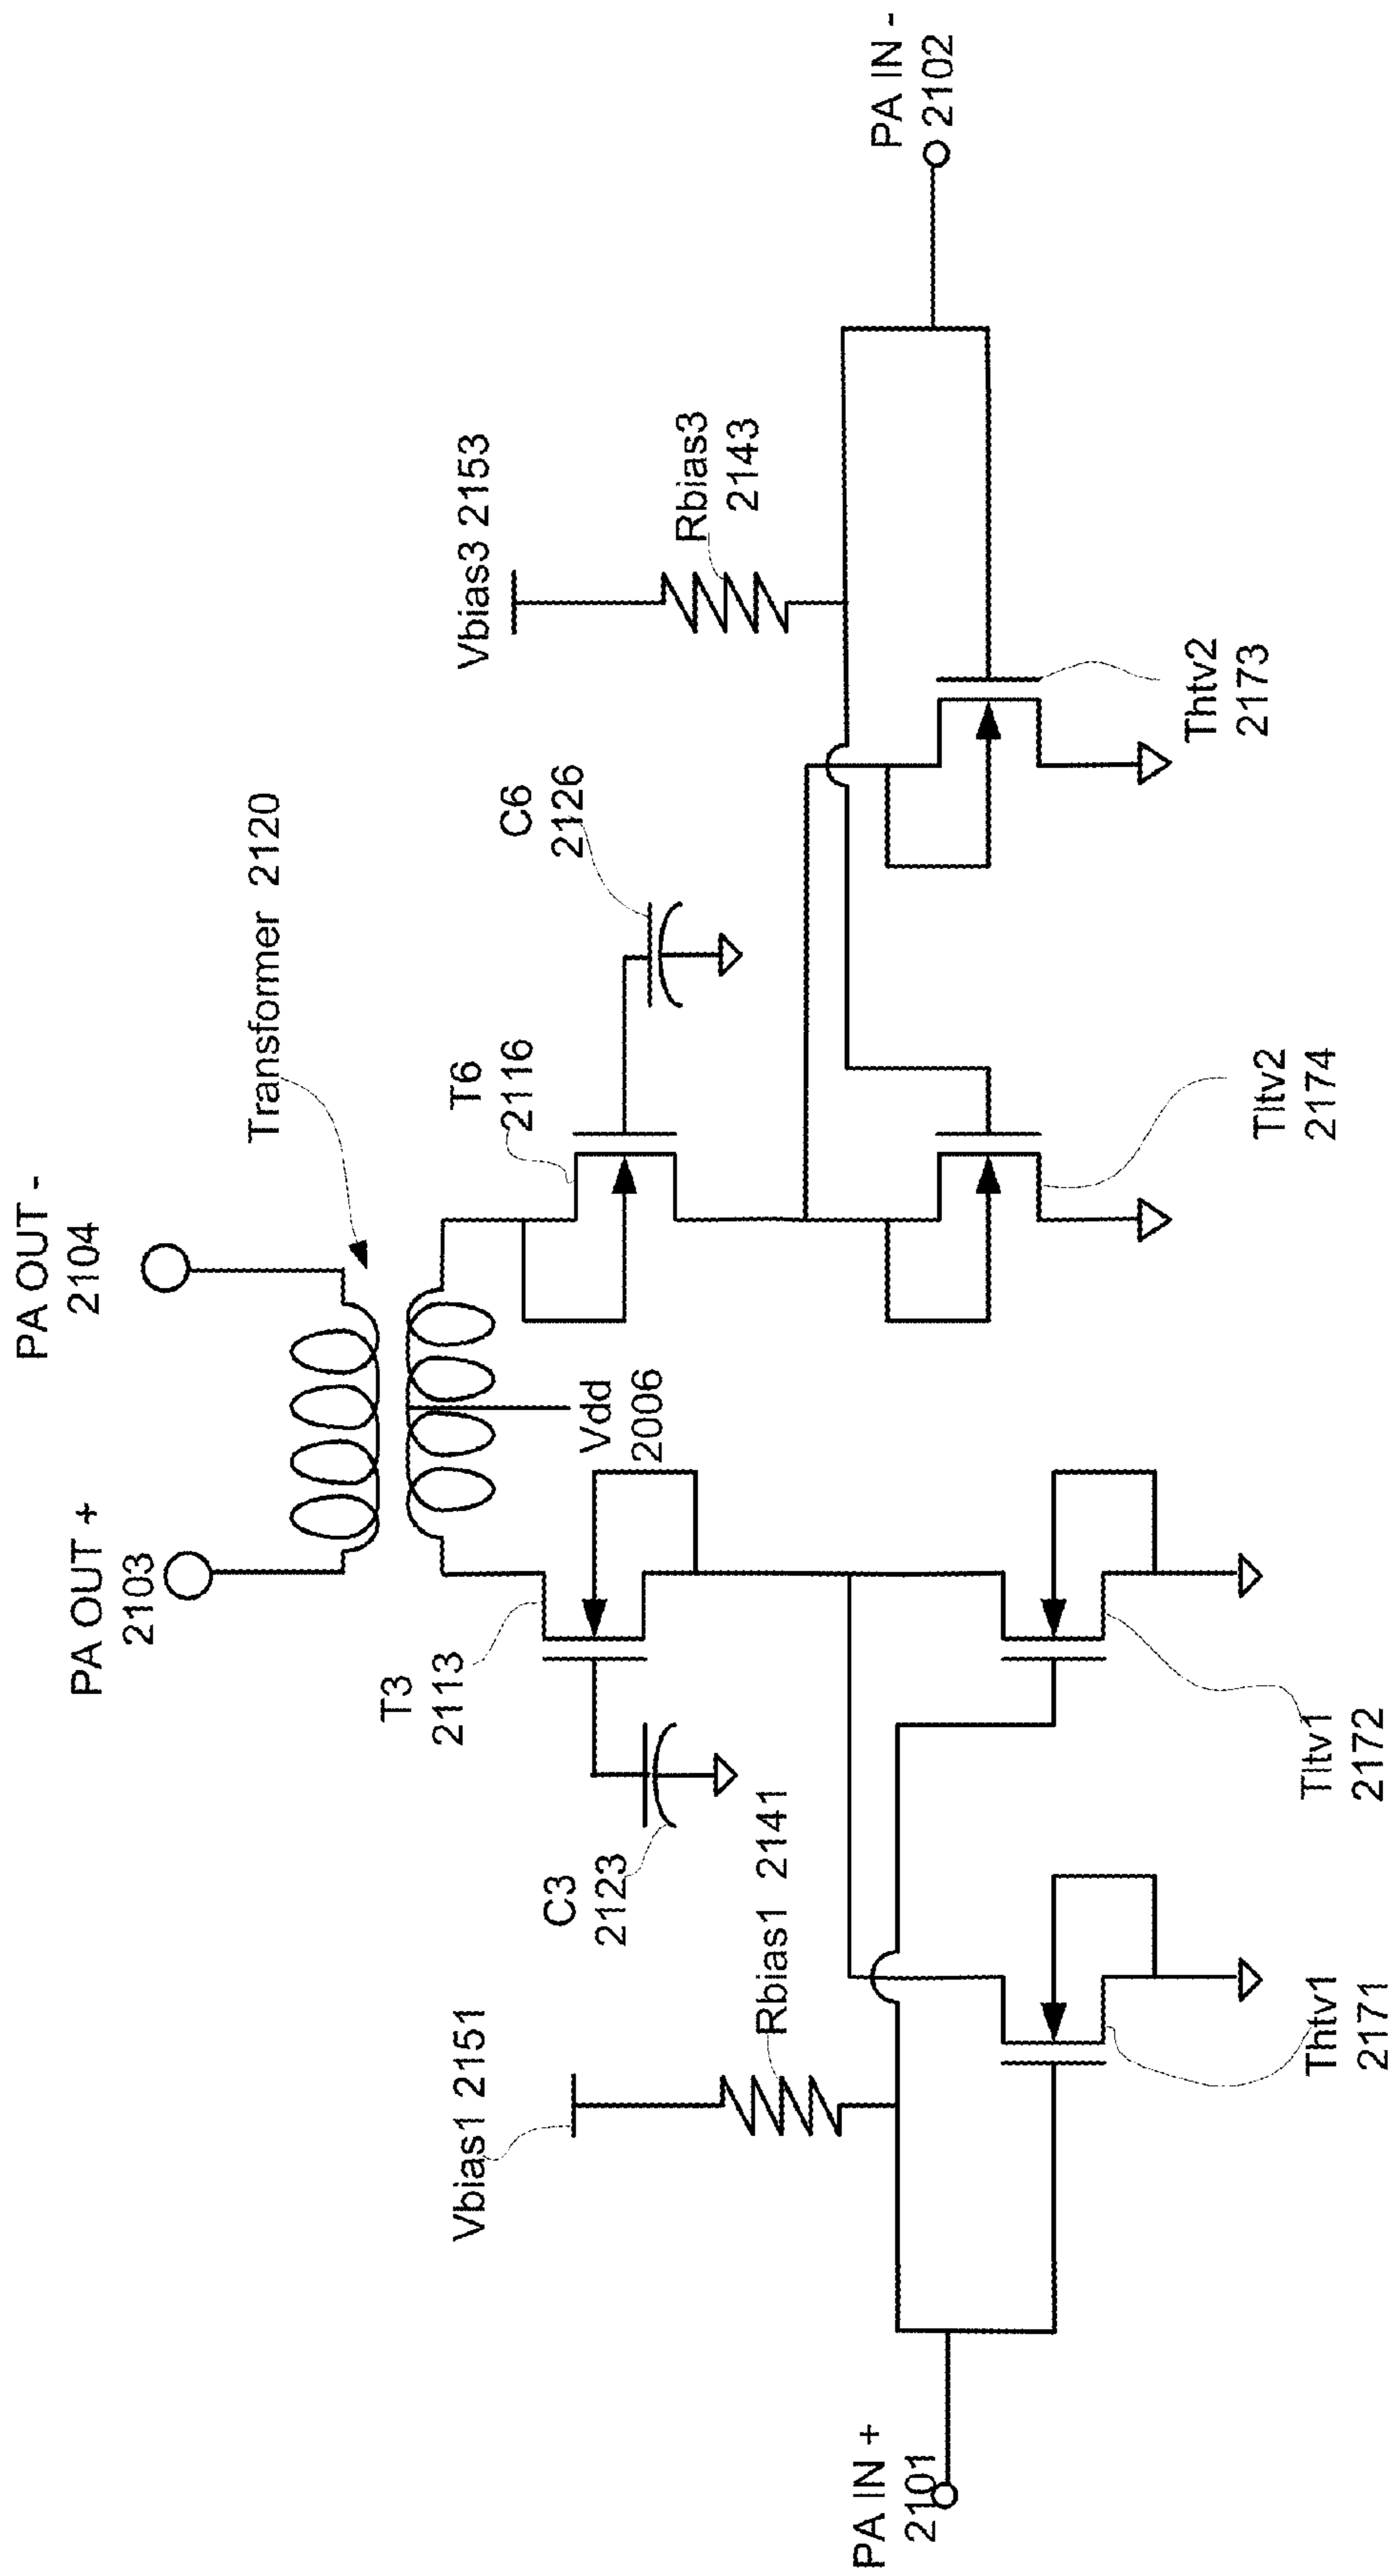 PA OUT +
2103
PA OUT -
2104
Transformer 2120
T3
2113
Vdd
2006
T6
2116
C6
2126
C3
2123
Vbias1 2151
Rbias1 2141
Vbias3 2153
Rbias3
2143
PA IN +
2101
PA IN -
2102
Thtv1
2171
Tltv1
2172
Tltv2
2174
Thtv2
2173